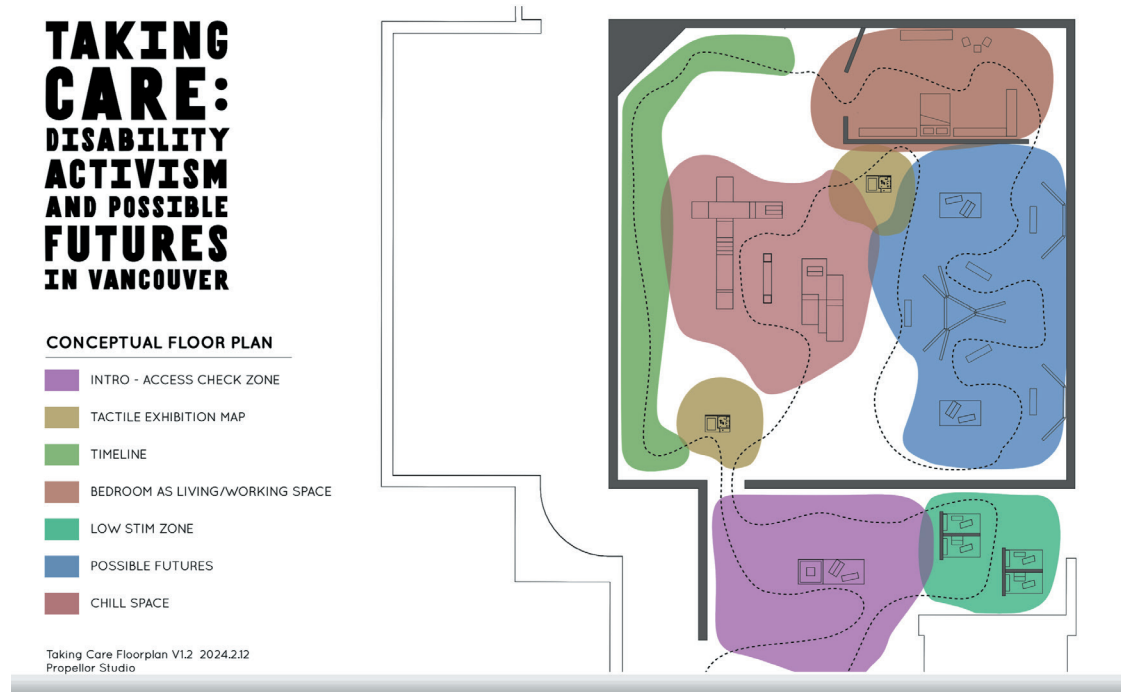 TAKING
CARE:
DISABILITY
ACTIVISM
AND POSSIBLE
FUTURES
IN VANCOUVER
CONCEPTUAL FLOOR PLAN
INTRO - ACCESS CHECK ZONE
TACTILE EXHIBITION MAP
TIMELINE
BEDROOM AS LIVING/WORKING SPACE
LOW STIM ZONE
POSSIBLE FUTURES
CHILL SPACE
Taking Care Floorplan V1.2 2024.2.12
Propellor Studio